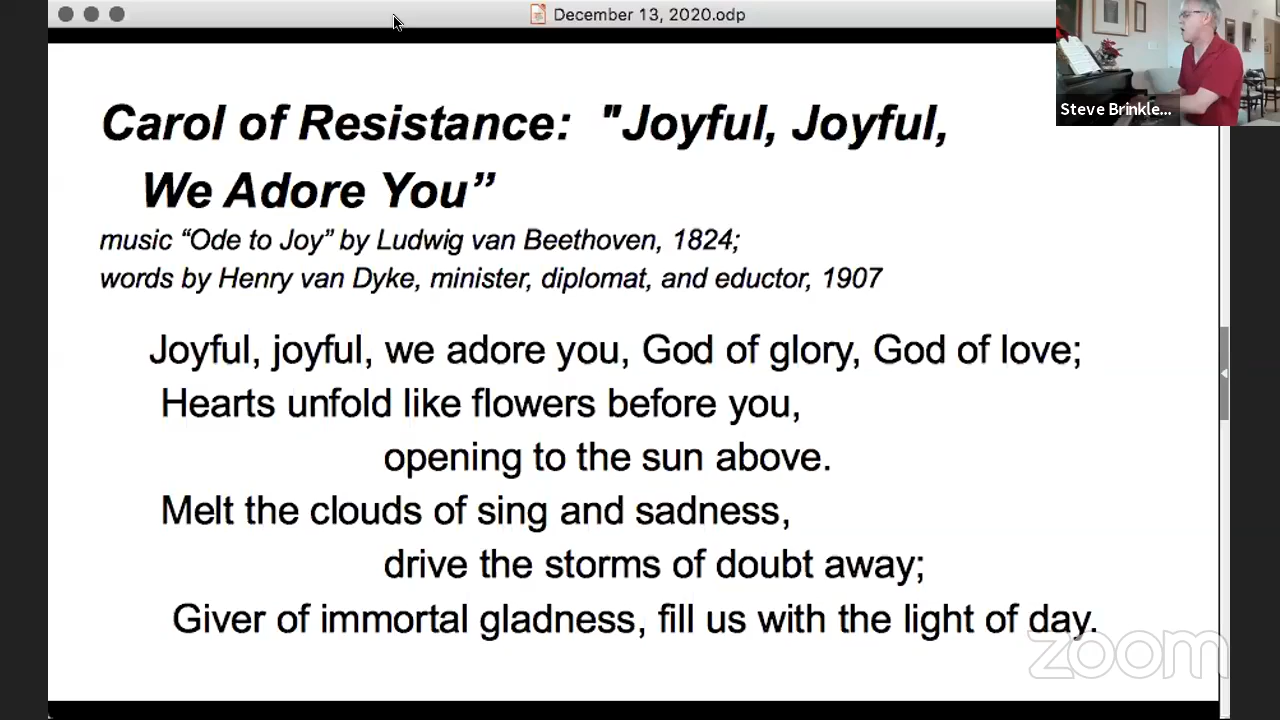 December 13, 2020.odp
Steve Brinkle...
Carol of Resistance: "Joyful, Joyful,
We Adore You”
music “Ode to Joy” by Ludwig van Beethoven, 1824;
words by Henry van Dyke, minister, diplomat, and eductor, 1907
Joyful, joyful, we adore you, God of glory, God of love;
Hearts unfold like flowers before you,
opening to the sun above.
Melt the clouds of sing and sadness,
drive the storms of doubt away;
Giver of immortal gladness, fill us with the light of day.
zoom